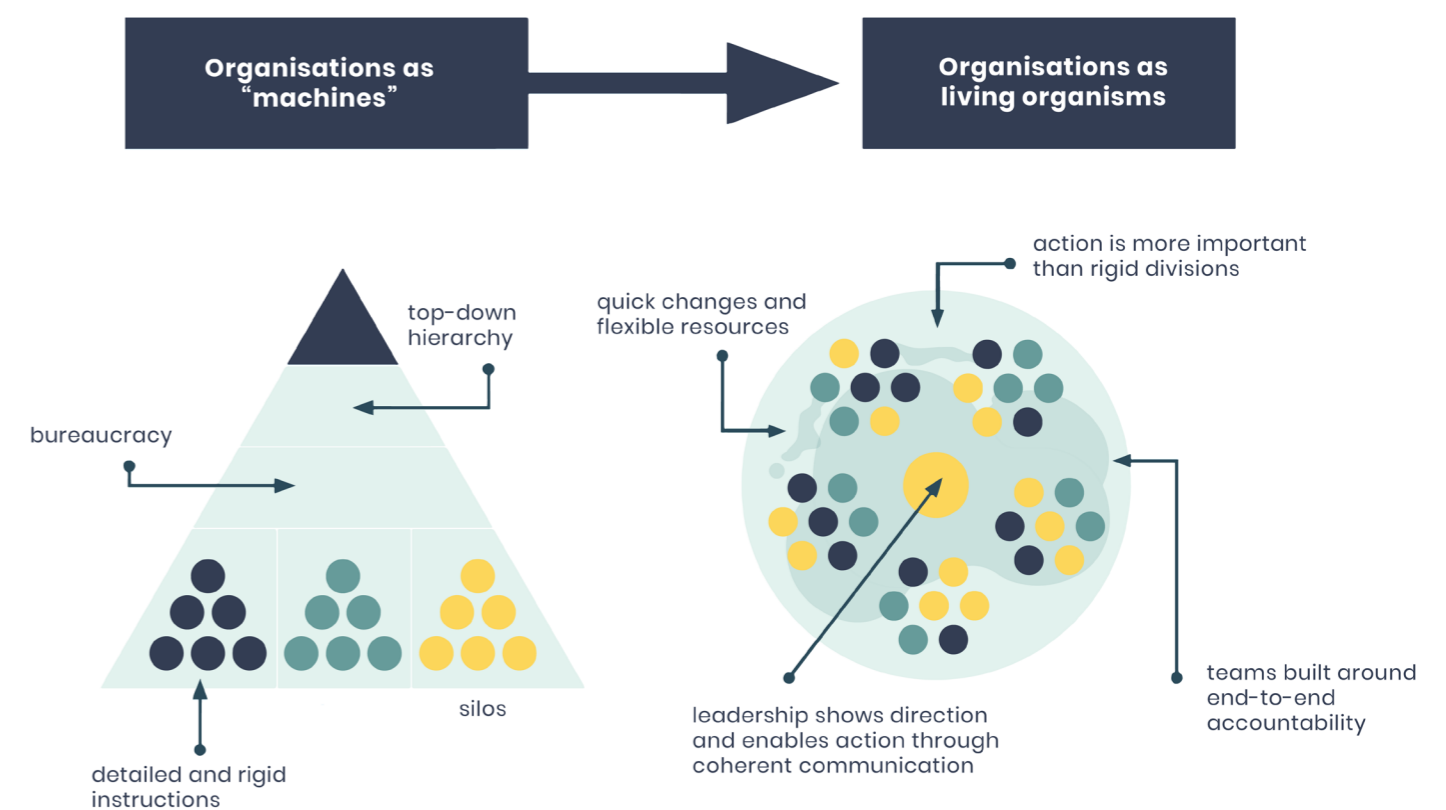 Organisations as
“machines”
Organisations as
living organisms
top-down
hierarchy
bureaucracy
silos
detailed and rigid
instructions
action is more important
than rigid divisions
quick changes and
flexible resources
leadership shows direction
and enables action through
coherent communication
teams built around
end-to-end
accountability